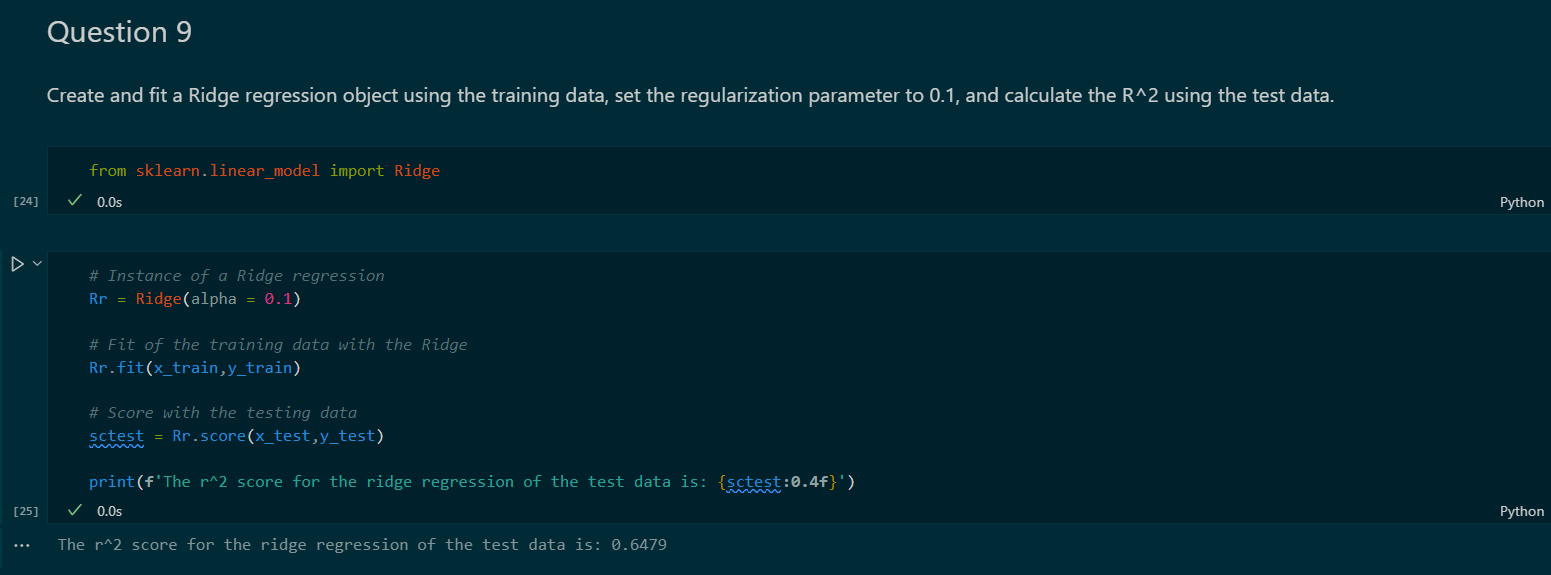 Question 9
Create and fit a Ridge regression object using the training data, set the regularization parameter to 0.1, and calculate the R^2 using the test data.
from sklearn.linear_model import Ridge
[24] 0.0s Python
# Instance of a Ridge regression
Rr = Ridge(alpha = 0.1)
# Fit of the training data with the Ridge
Rr.fit(x_train,y_train)
# Score with the testing data
sctest = Rr.score(x_test,y_test)
print(f'The r^2 score for the ridge regression of the test data is: {sctest:0.4f}')
[25] 0.0s Python
... The r^2 score for the ridge regression of the test data is: 0.6479